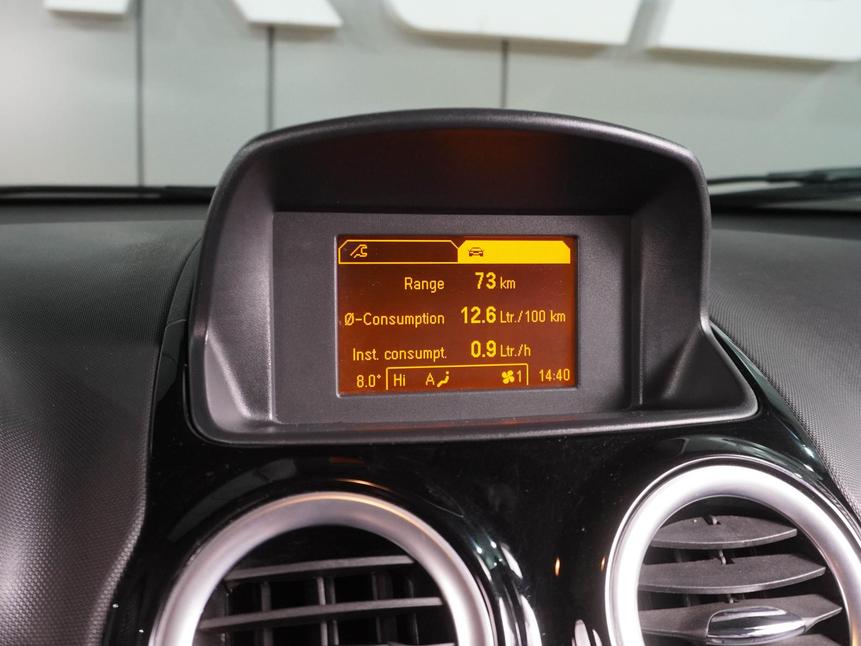 Range 73 km
Ø-Consumption 12.6 Ltr./100 km
Inst. consumpt. 0.9 Ltr./h
8.0° Hi A 1 14:40